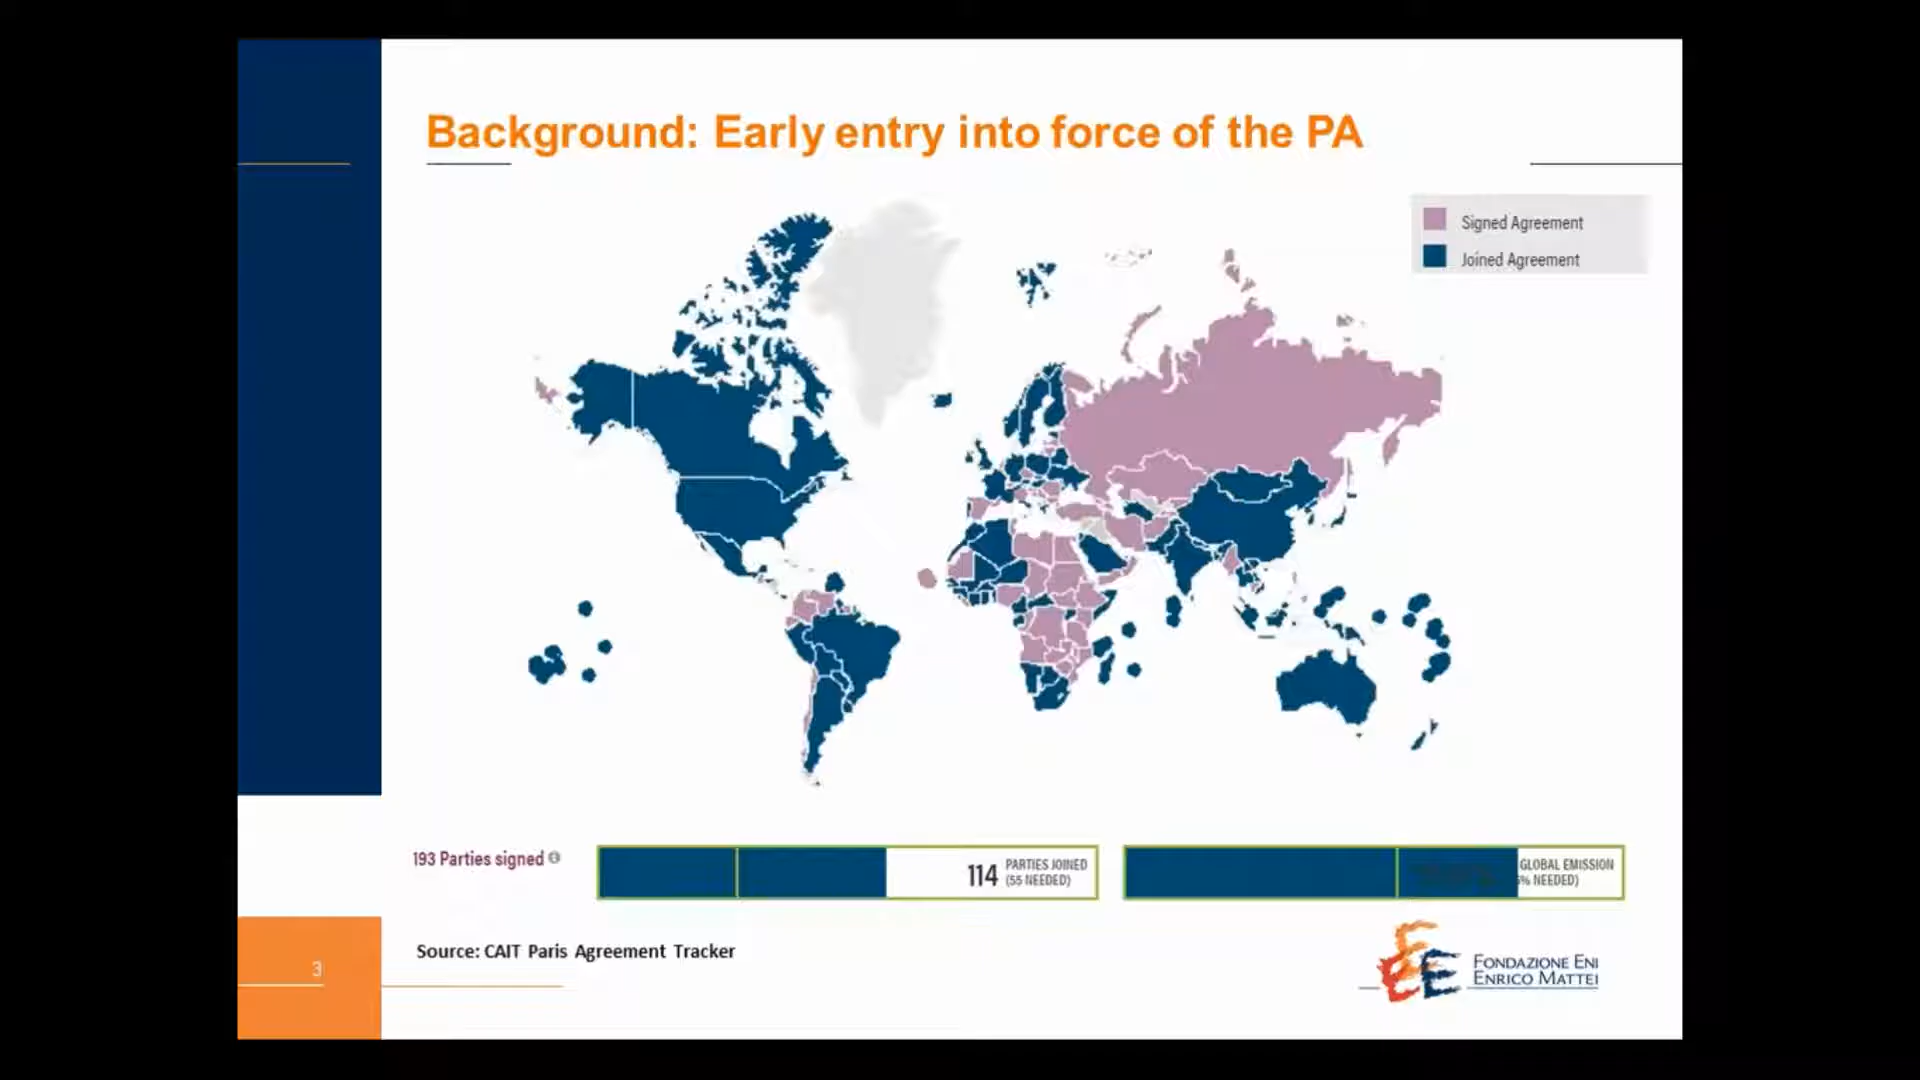 Background: Early entry into force of the PA
Signed Agreement
Joined Agreement
193 Parties signed
114 PARTIES JOINED
(55 NEEDED)
GLOBAL EMISSION
% NEEDED)
Source: CAIT Paris Agreement Tracker
3
FONDAZIONE ENI
ENRICO MATTEI